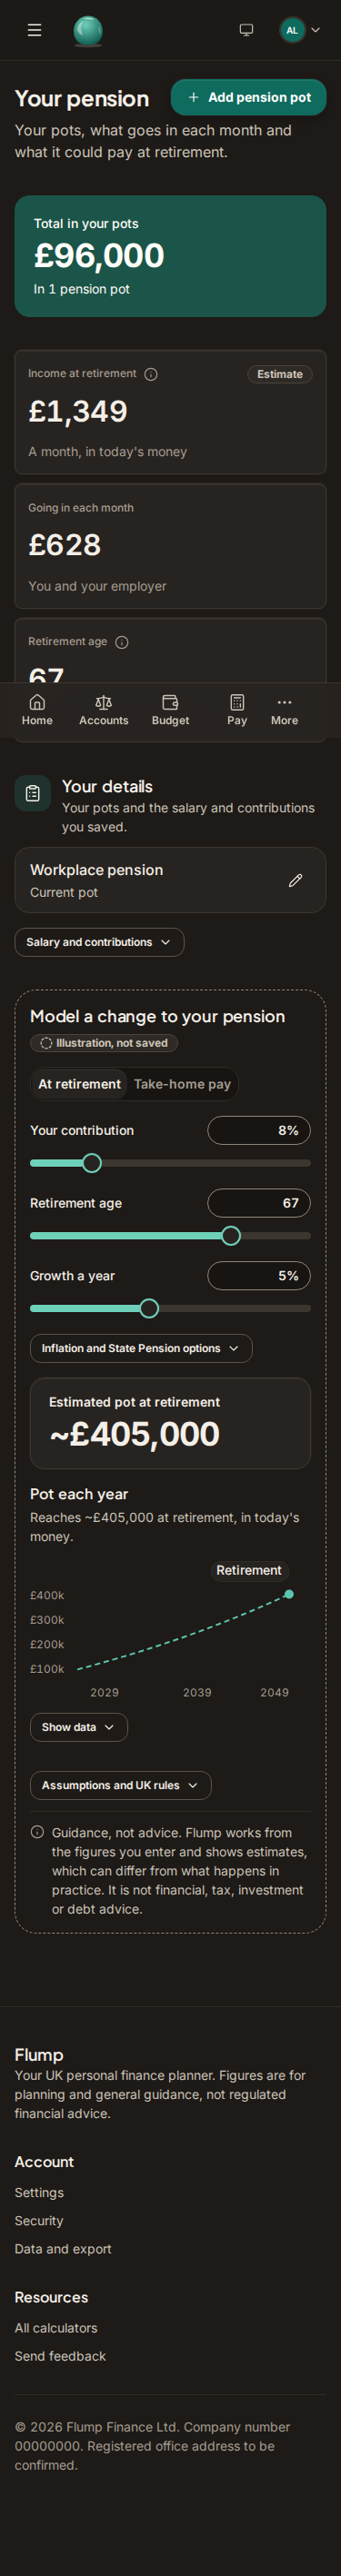 AL
Your pension
Add pension pot
Your pots, what goes in each month and
what it could pay at retirement.
Total in your pots
£96,000
In 1 pension pot
Income at retirement
Estimate
£1,349
A month, in today's money
Going in each month
£628
You and your employer
Retirement age
67
Home
Accounts
Budget
Pay
More
Your details
Your pots and the salary and contributions
you saved.
Workplace pension
Current pot
Salary and contributions
Model a change to your pension
Illustration, not saved
At retirement
Take-home pay
Your contribution
8%
Retirement age
67
Growth a year
5%
Inflation and State Pension options
Estimated pot at retirement
~£405,000
Pot each year
Reaches ~£405,000 at retirement, in today's
money.
Retirement
£400k
£300k
£200k
£100k
2029
2039
2049
Show data
Assumptions and UK rules
Guidance, not advice. Flump works from
the figures you enter and shows estimates,
which can differ from what happens in
practice. It is not financial, tax, investment
or debt advice.
Flump
Your UK personal finance planner. Figures are for
planning and general guidance, not regulated
financial advice.
Account
Settings
Security
Data and export
Resources
All calculators
Send feedback
© 2026 Flump Finance Ltd. Company number
00000000. Registered office address to be
confirmed.